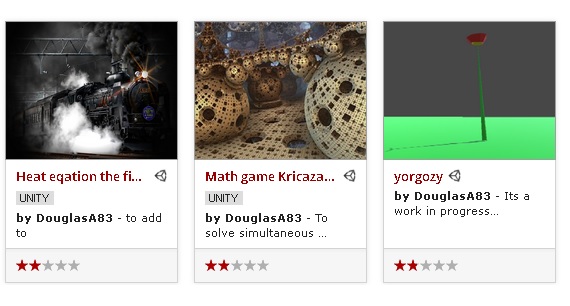 Heat eqation the fi...
UNITY
by DouglasA83 - to add
to
Math game Kricaza...
UNITY
by DouglasA83 - To
solve simultaneous ...
yorgozy
by DouglasA83 - Its a
work in progress...